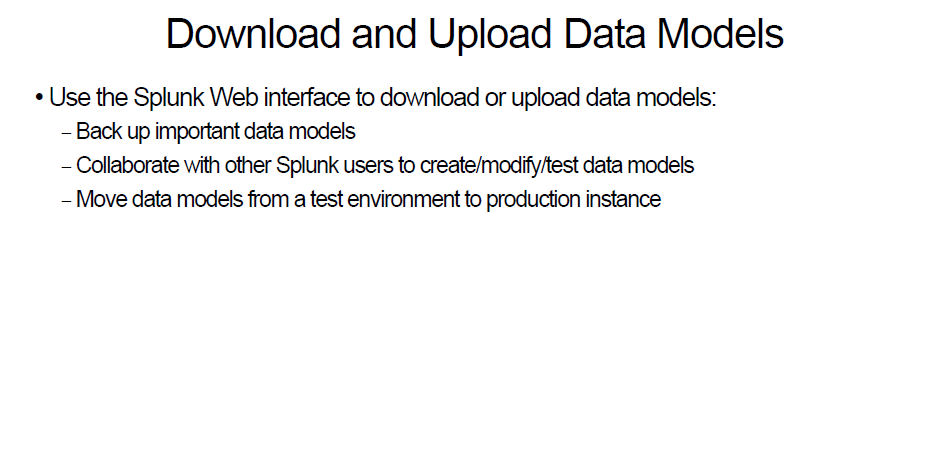 Download and Upload Data Models
• Use the Splunk Web interface to download or upload data models:
– Back up important data models
– Collaborate with other Splunk users to create/modify/test data models
– Move data models from a test environment to production instance